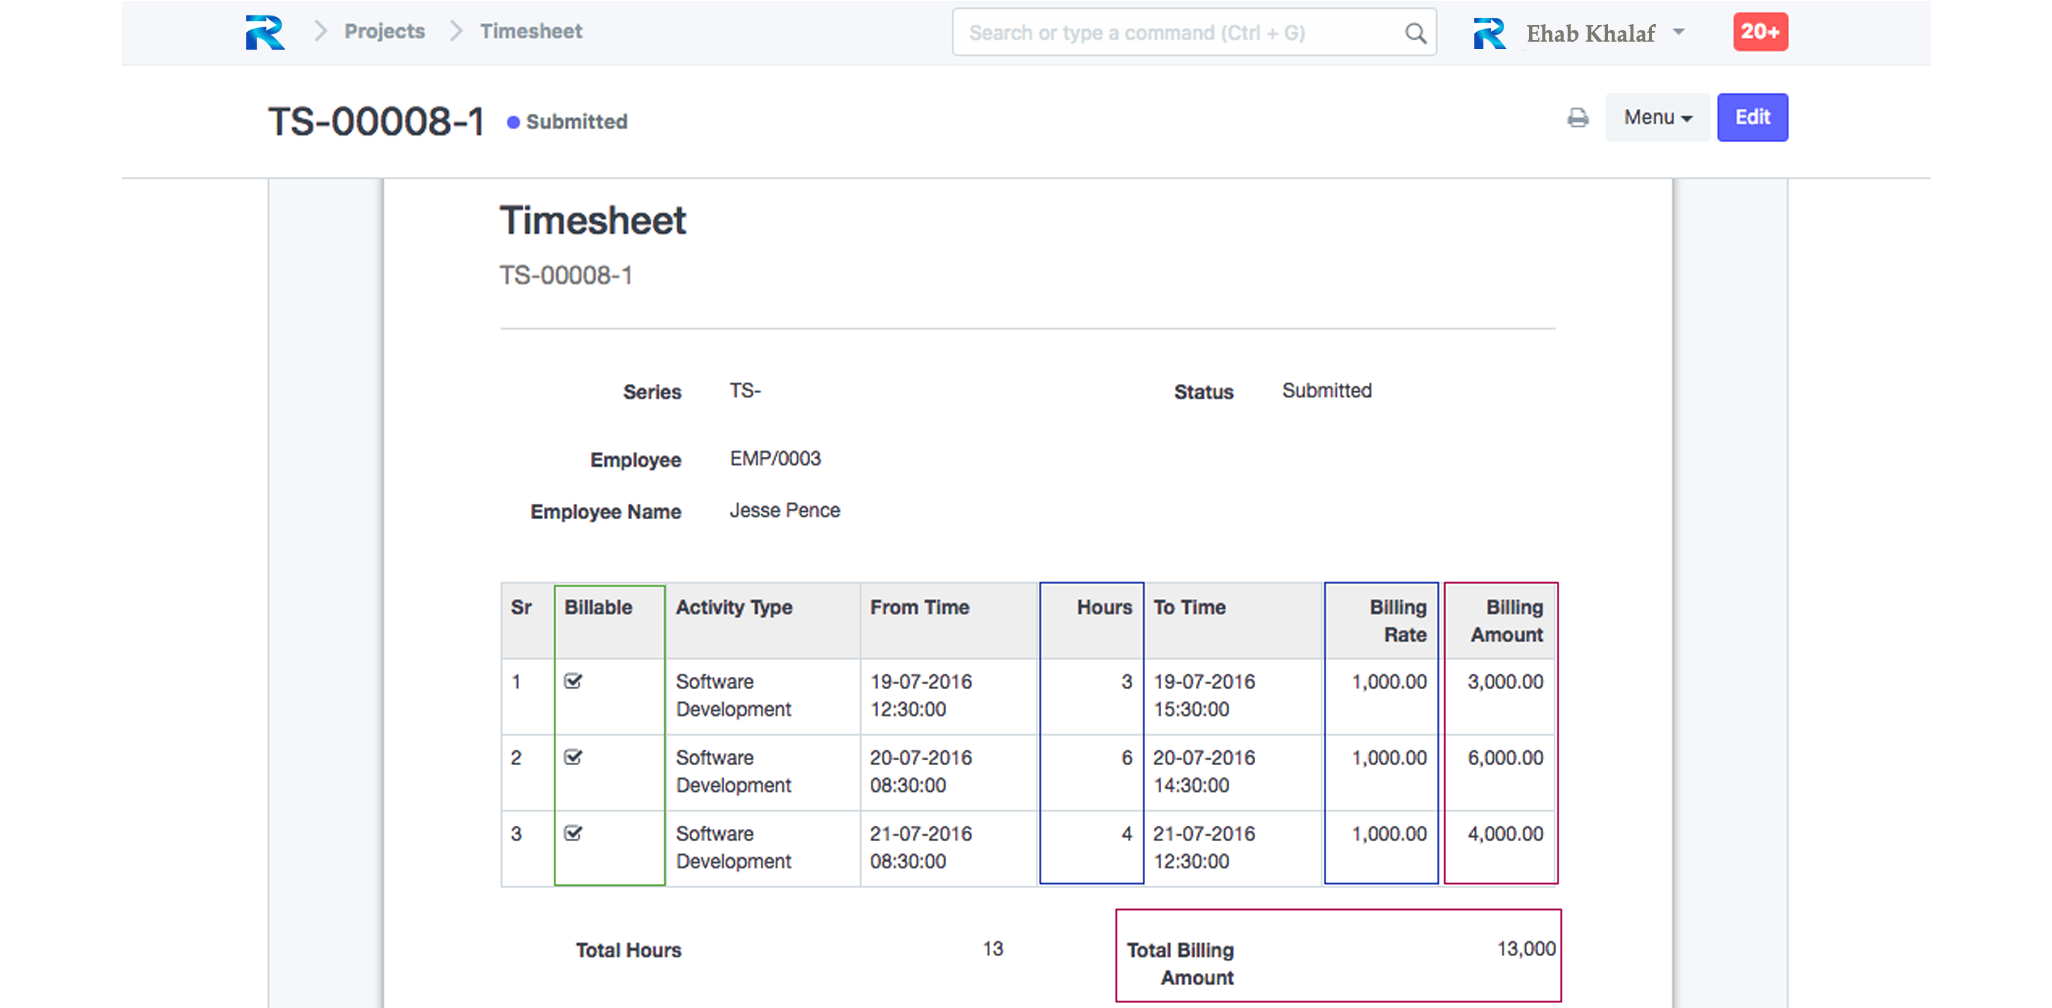 Projects Timesheet Search or type a command (Ctrl + G) Ehab Khalaf 20+
TS-00008-1 Submitted Menu Edit
Timesheet
TS-00008-1
Series TS- Status Submitted
Employee EMP/0003
Employee Name Jesse Pence
Sr Billable Activity Type From Time Hours To Time Billing Rate Billing Amount
1 Software Development 19-07-2016 12:30:00 3 19-07-2016 15:30:00 1,000.00 3,000.00
2 Software Development 20-07-2016 08:30:00 6 20-07-2016 14:30:00 1,000.00 6,000.00
3 Software Development 21-07-2016 08:30:00 4 21-07-2016 12:30:00 1,000.00 4,000.00
Total Hours 13 Total Billing Amount 13,000